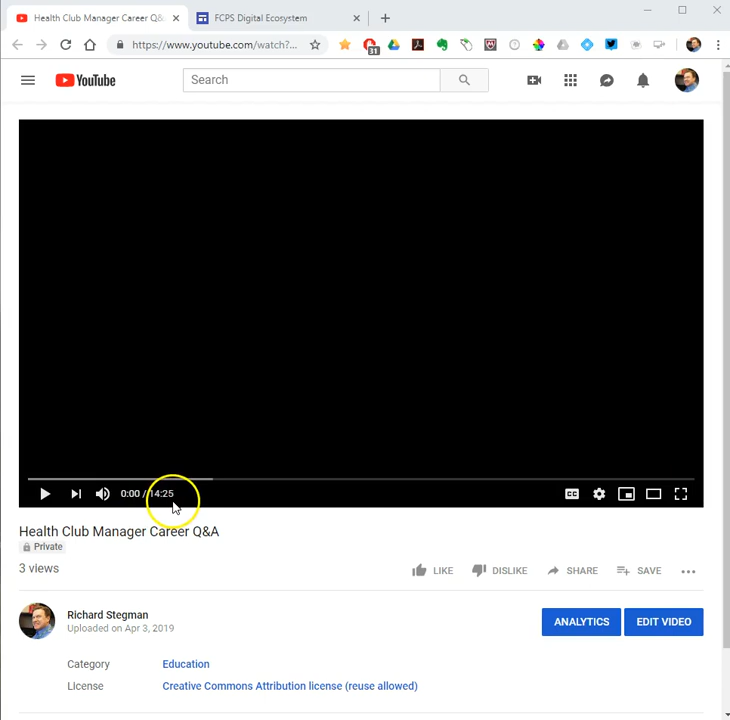 Health Club Manager Career Q&
FCPS Digital Ecosystem
https://www.youtube.com/watch?...
31
YouTube
Search
0:00 / 14:25
CC
Health Club Manager Career Q&A
Private
3 views
LIKE DISLIKE SHARE SAVE
Richard Stegman
Uploaded on Apr 3, 2019
ANALYTICS EDIT VIDEO
Category Education
License Creative Commons Attribution license (reuse allowed)